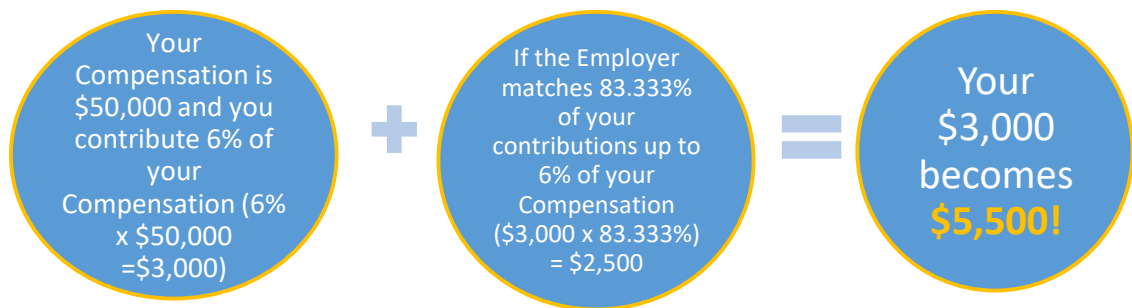 Your
Compensation is
$50,000 and you
contribute 6% of
your
Compensation (6%
x $50,000
=$3,000)
+
If the Employer
matches 83.333%
of your
contributions up to
6% of your
Compensation
($3,000 x 83.333%)
= $2,500
=
Your
$3,000
becomes
$5,500!